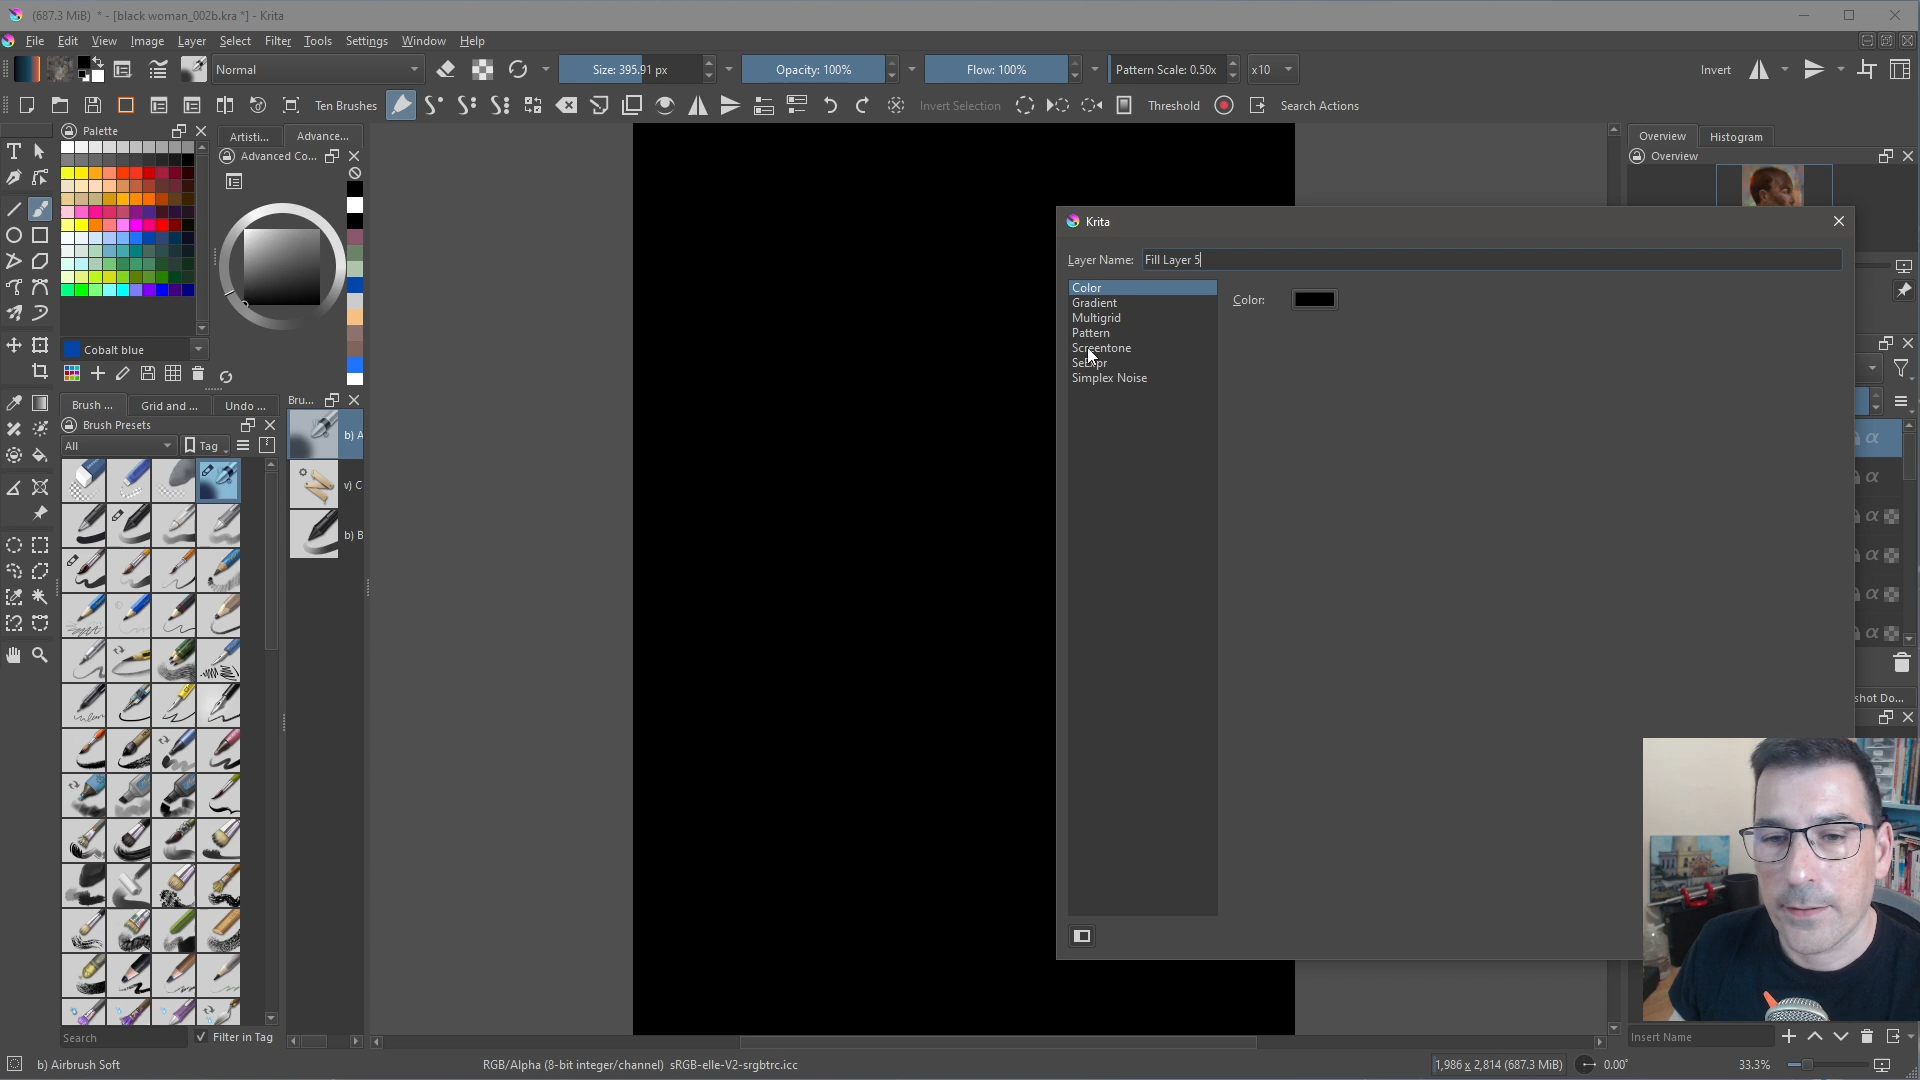 (687.3 MiB) * - [black woman_002b.kra *] - Krita
File Edit View Image Layer Select Filter Tools Settings Window Help
Normal
Size: 395.91 px
Opacity: 100%
Flow: 100%
Pattern Scale: 0.50x
x10
Invert
Ten Brushes
Invert Selection
Threshold
Search Actions
Palette
Artisti...
Advance...
Advanced Co...
Overview
Histogram
Overview
Krita
Layer Name: Fill Layer 5
Color
Gradient
Multigrid
Pattern
Screentone
SeExpr
Simplex Noise
Color:
Cobalt blue
Brush ...
Grid and ...
Undo ...
Bru...
Brush Presets
All
Tag
b) A
v) C
b) B
shot Do...
Search
Filter in Tag
Insert Name
b) Airbrush Soft
RGB/Alpha (8-bit integer/channel) sRGB-elle-V2-srgbtrc.icc
1,986 x 2,814 (687.3 MiB)
0.00°
33.3%